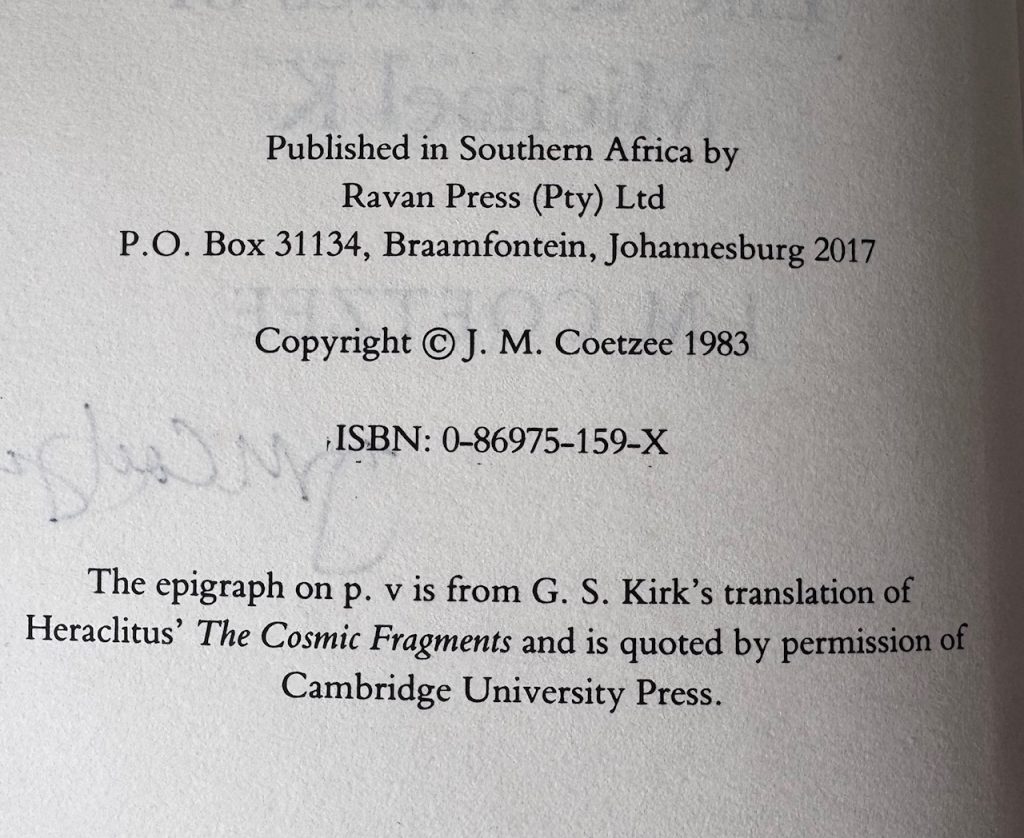 Published in Southern Africa by
Ravan Press (Pty) Ltd
P.O. Box 31134, Braamfontein, Johannesburg 2017
Copyright © J. M. Coetzee 1983
ISBN: 0-86975-159-X
The epigraph on p. v is from G. S. Kirk's translation of
Heraclitus' The Cosmic Fragments and is quoted by permission of
Cambridge University Press.